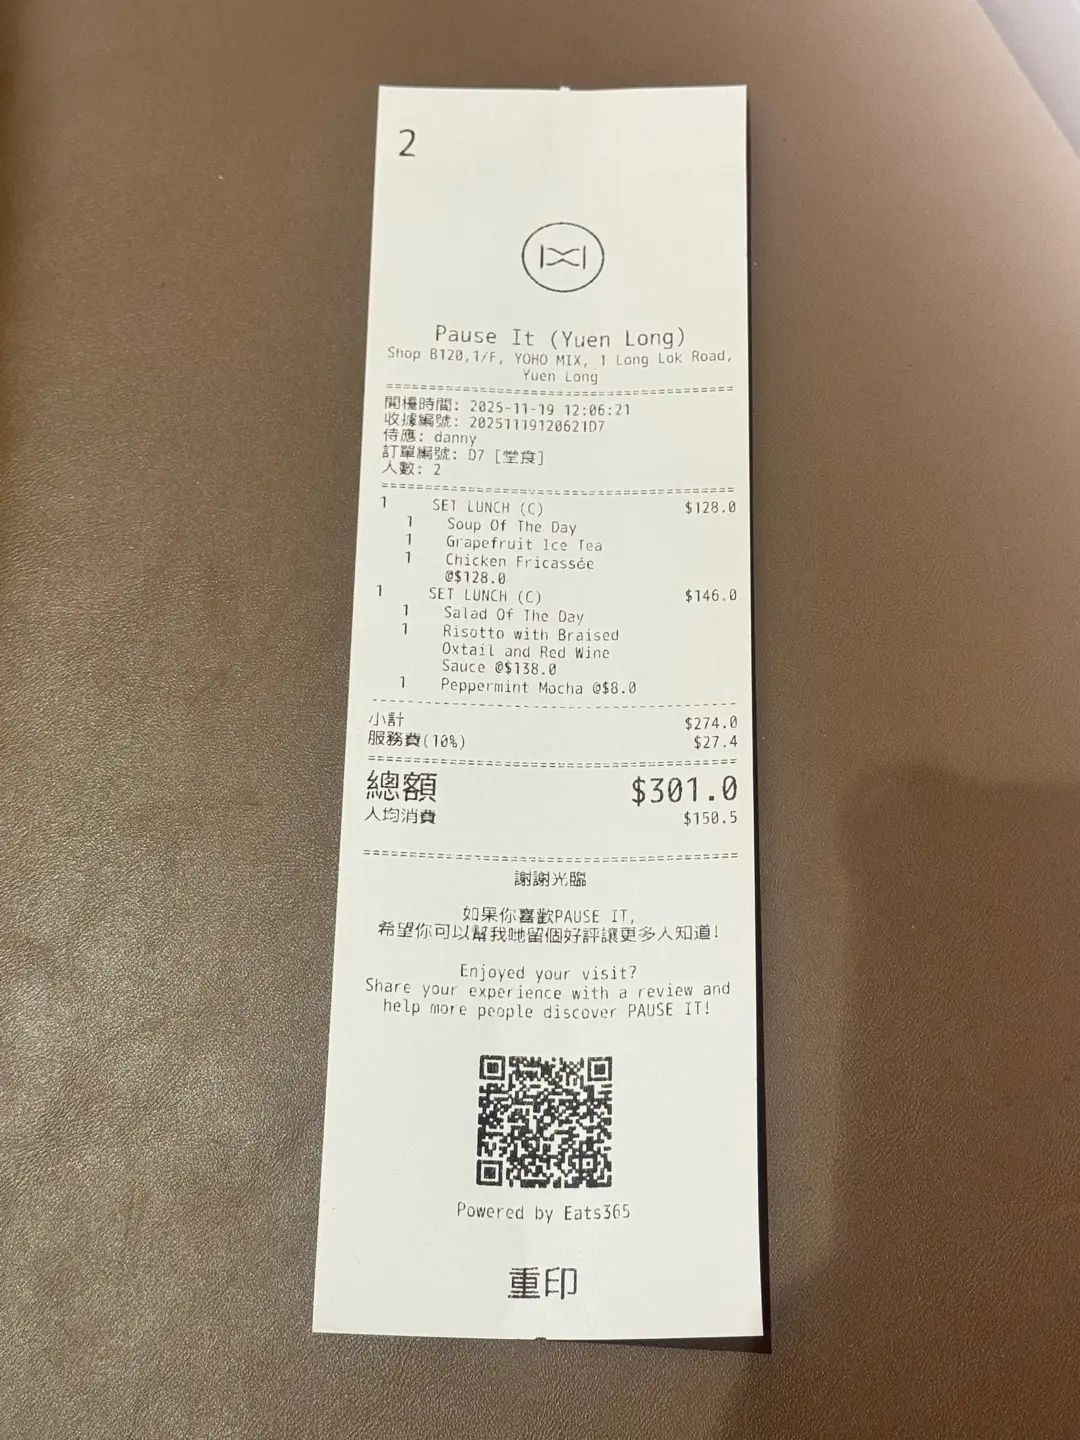 2
Pause It (Yuen Long)
Shop B120,1/F, YOHO MIX, 1 Long Lok Road,
Yuen Long
開檯時間: 2025-11-19 12:06:21
收據編號: 20251119120621D7
侍應: danny
訂單編號: D7 [堂食]
人數: 2
1 SET LUNCH (C) $128.0
1 Soup Of The Day
1 Grapefruit Ice Tea
1 Chicken Fricassée
@$128.0
1 SET LUNCH (C) $146.0
1 Salad Of The Day
1 Risotto with Braised
Oxtail and Red Wine
Sauce @$138.0
1 Peppermint Mocha @$8.0
小計 $274.0
服務費(10%) $27.4
總額 $301.0
人均消費 $150.5
謝謝光臨
如果你喜歡PAUSE IT,
希望你可以幫我哋留個好評讓更多人知道!
Enjoyed your visit?
Share your experience with a review and
help more people discover PAUSE IT!
Powered by Eats365
重印